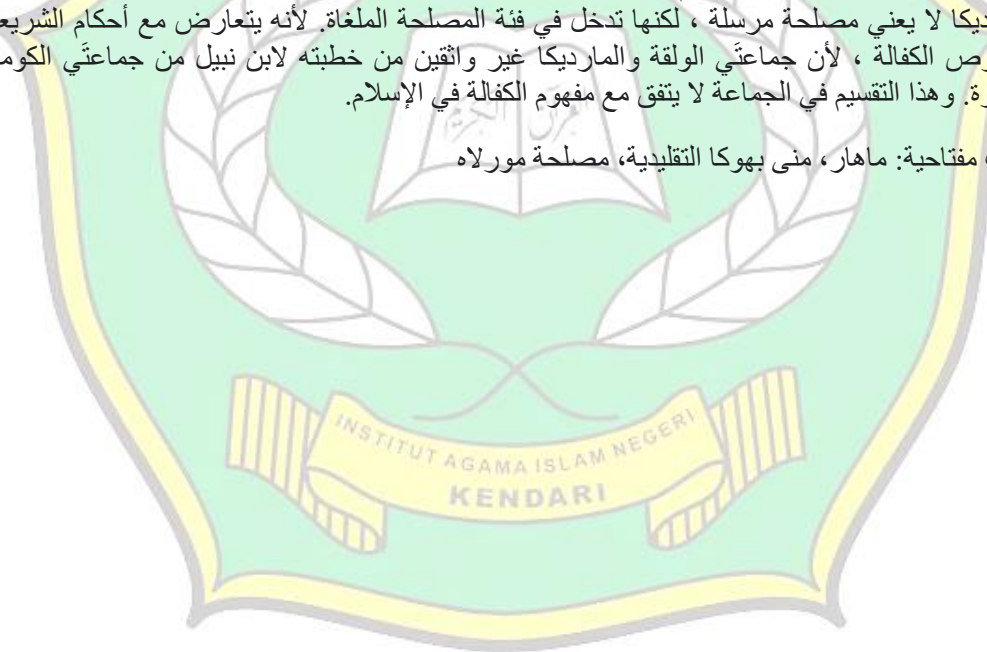 ديكا لا يعني مصلحة مرسلة ، لكنها تدخل في فئة المصلحة الملغاة. لأنه يتعارض مع أحكام الشريع
وص الكفالة ، لأن جماعتَي الولقة والمارديكا غير واثقين من خطبته لابن نبيل من جماعتَي الكوم
رة. وهذا التقسيم في الجماعة لا يتفق مع مفهوم الكفالة في الإسلام.
مفتاحية: ماهار، منى بهوكا التقليدية، مصلحة مورلاه
INSTITUT AGAMA ISLAM NEGERI
KENDARI